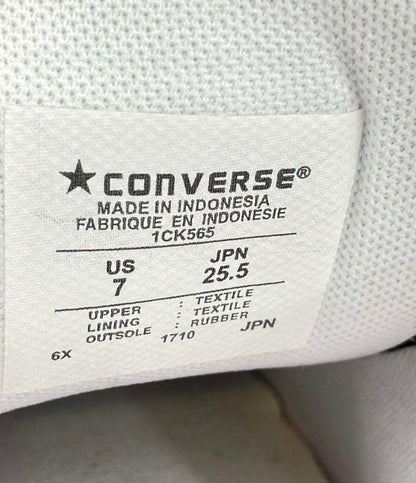 ★CONVERSE®
MADE IN INDONESIA
FABRIQUE EN INDONÉSIE
1CK565
US JPN
7 25.5
UPPER : TEXTILE
LINING : TEXTILE
OUTSOLE : RUBBER
6X 1710 JPN